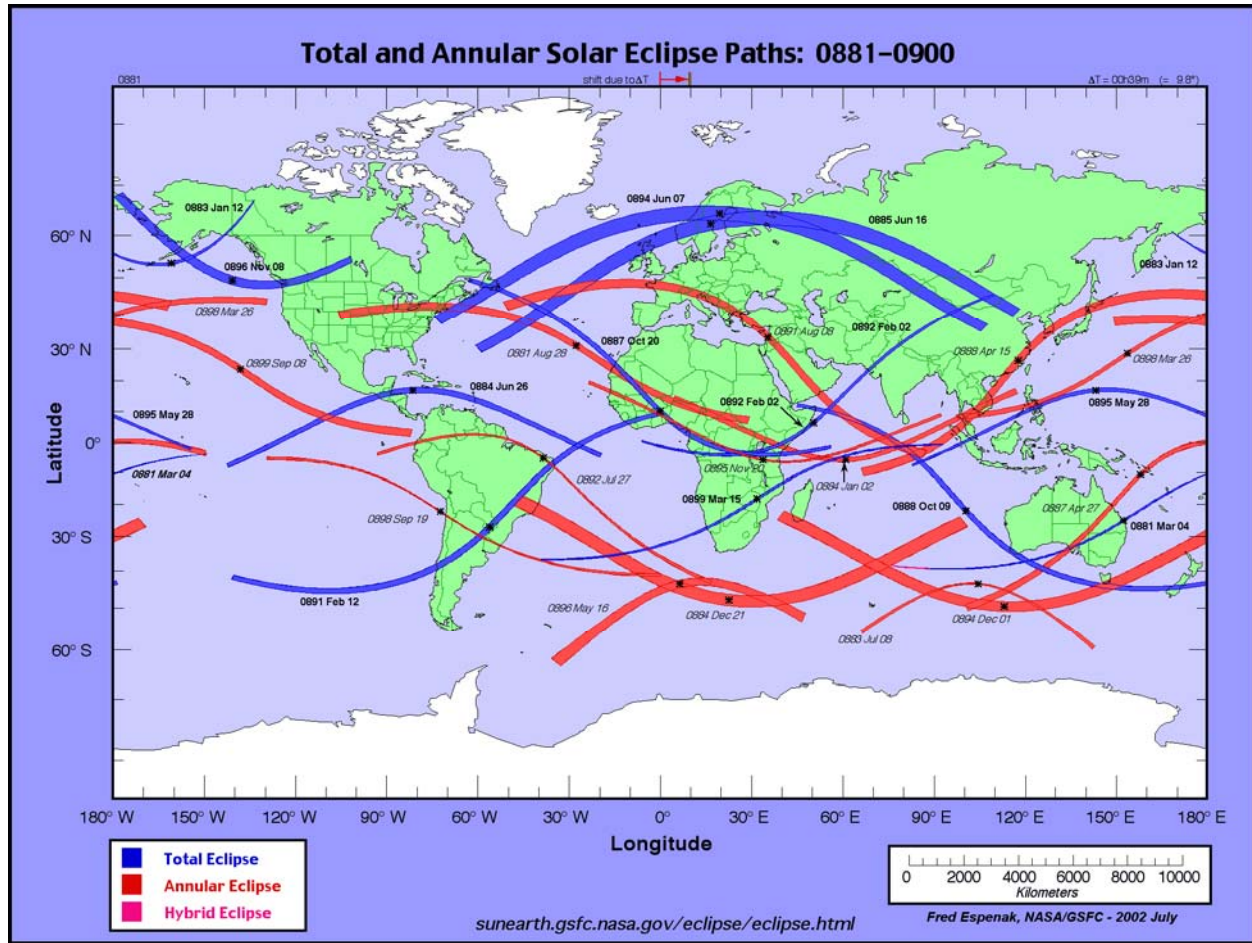 Total and Annular Solar Eclipse Paths: 0881–0900
0881
shift due to ΔT
ΔT = 00h39m (= 9.8°)
0894 Jun 07
0883 Jan 12
0885 Jun 16
60° N
0896 Nov 08
0883 Jan 12
0898 Mar 26
0891 Aug 08
0892 Feb 02
0887 Oct 20
0881 Aug 28
0888 Apr 15
30° N
0899 Sep 08
0898 Mar 26
0884 Jun 26
0892 Feb 02
0895 May 28
0895 May 28
0°
Latitude
0895 Nov 20
0881 Mar 04
0892 Jul 27
0884 Jan 02
0899 Mar 15
0898 Sep 19
0888 Oct 09
0887 Apr 27
0881 Mar 04
30° S
0891 Feb 12
0896 May 16
0884 Dec 21
0894 Dec 01
0883 Jul 08
60° S
180° W
150° W
120° W
90° W
60° W
30° W
0°
30° E
60° E
90° E
120° E
150° E
180° E
Longitude
Total Eclipse
Annular Eclipse
Hybrid Eclipse
0 2000 4000 6000 8000 10000
Kilometers
sunearth.gsfc.nasa.gov/eclipse/eclipse.html
Fred Espenak, NASA/GSFC - 2002 July